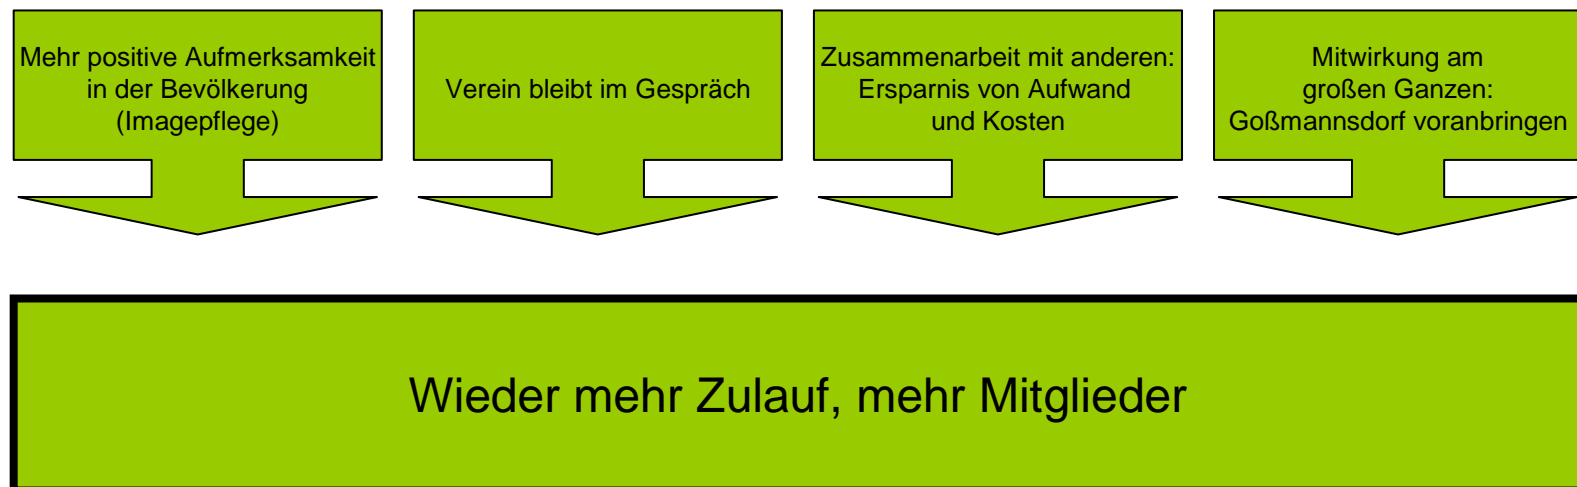 Mehr positive Aufmerksamkeit
in der Bevölkerung
(Imagepflege)
Verein bleibt im Gespräch
Zusammenarbeit mit anderen:
Ersparnis von Aufwand
und Kosten
Mitwirkung am
großen Ganzen:
Goßmannsdorf voranbringen
Wieder mehr Zulauf, mehr Mitglieder